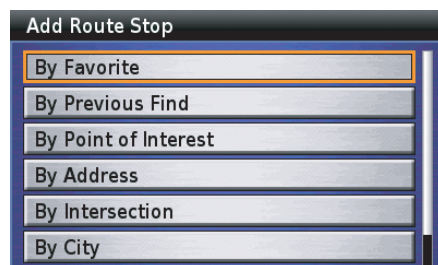 Add Route Stop
By Favorite
By Previous Find
By Point of Interest
By Address
By Intersection
By City